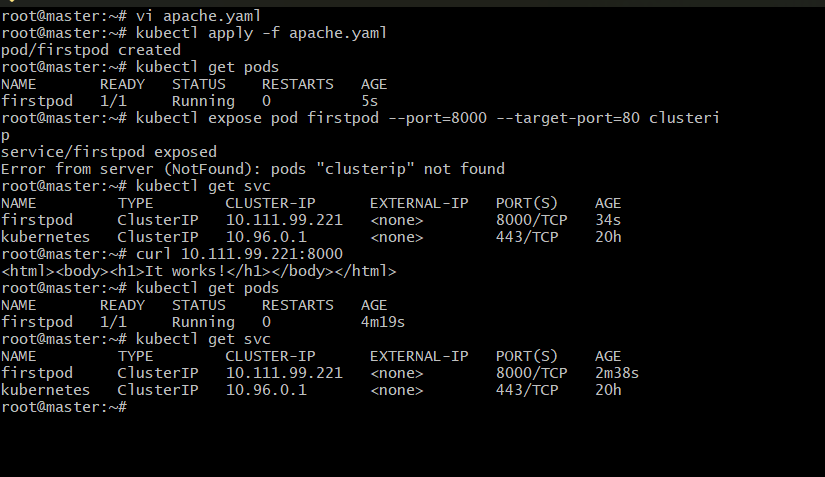 root@master:~# vi apache.yaml
root@master:~# kubectl apply -f apache.yaml
pod/firstpod created
root@master:~# kubectl get pods
NAME       READY   STATUS    RESTARTS   AGE
firstpod   1/1     Running   0          5s
root@master:~# kubectl expose pod firstpod --port=8000 --target-port=80 clusteri
p
service/firstpod exposed
Error from server (NotFound): pods "clusterip" not found
root@master:~# kubectl get svc
NAME         TYPE        CLUSTER-IP      EXTERNAL-IP   PORT(S)    AGE
firstpod     ClusterIP   10.111.99.221   <none>        8000/TCP   34s
kubernetes   ClusterIP   10.96.0.1       <none>        443/TCP    20h
root@master:~# curl 10.111.99.221:8000
<html><body><h1>It works!</h1></body></html>
root@master:~# kubectl get pods
NAME       READY   STATUS    RESTARTS   AGE
firstpod   1/1     Running   0          4m19s
root@master:~# kubectl get svc
NAME         TYPE        CLUSTER-IP      EXTERNAL-IP   PORT(S)    AGE
firstpod     ClusterIP   10.111.99.221   <none>        8000/TCP   2m38s
kubernetes   ClusterIP   10.96.0.1       <none>        443/TCP    20h
root@master:~#